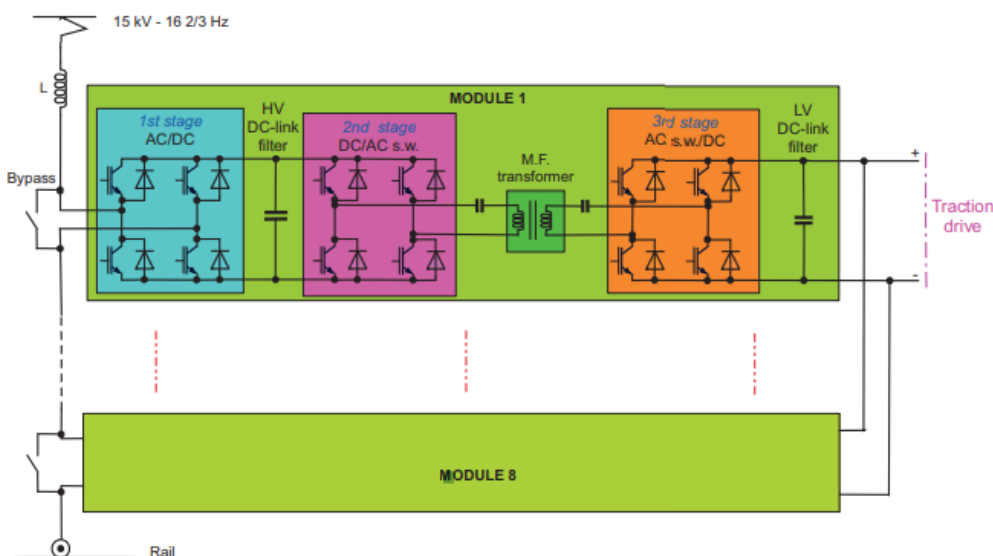 15 kV - 16 2/3 Hz
L
MODULE 1
1st stage
AC/DC
HV
DC-link
filter
2nd stage
DC/AC s.w.
M.F.
transformer
3rd stage
AC s.w./DC
LV
DC-link
filter
Bypass
+
-
Traction
drive
MODULE 8
Rail